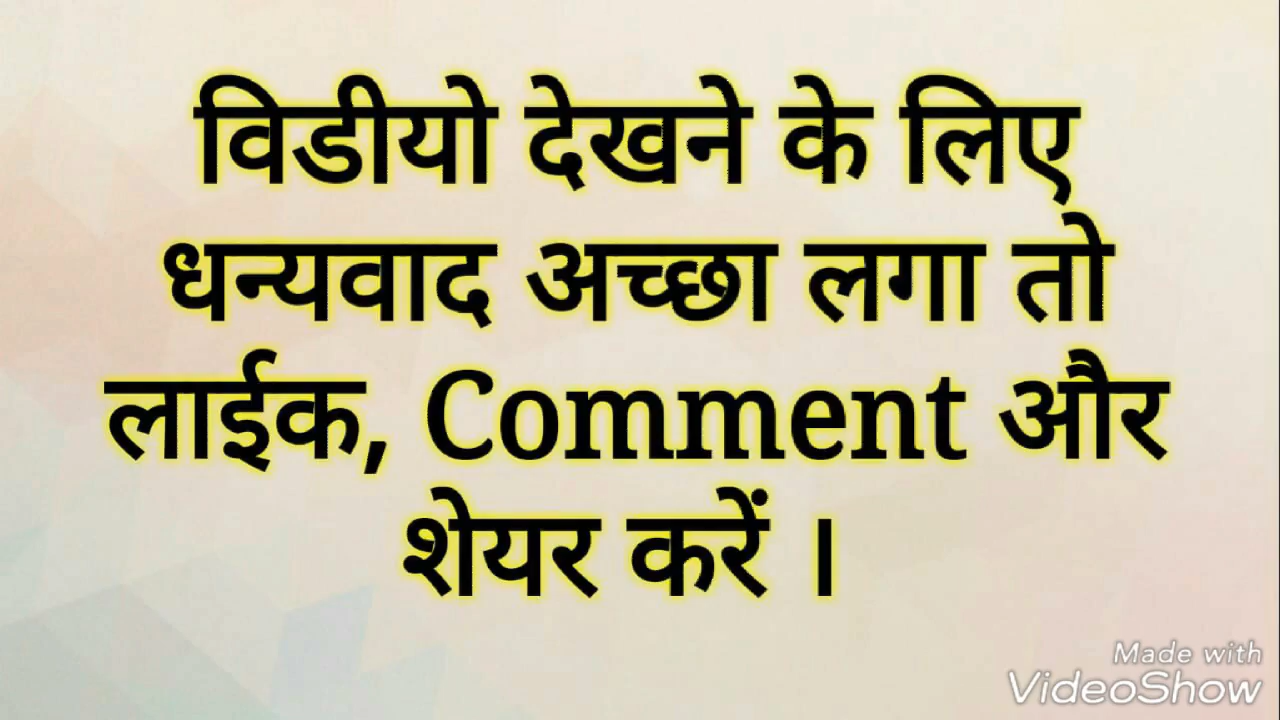 विडीयो देखने के लिए
धन्यवाद अच्छा लगा तो
लाईक, Comment और
शेयर करें ।
Made with
VideoShow